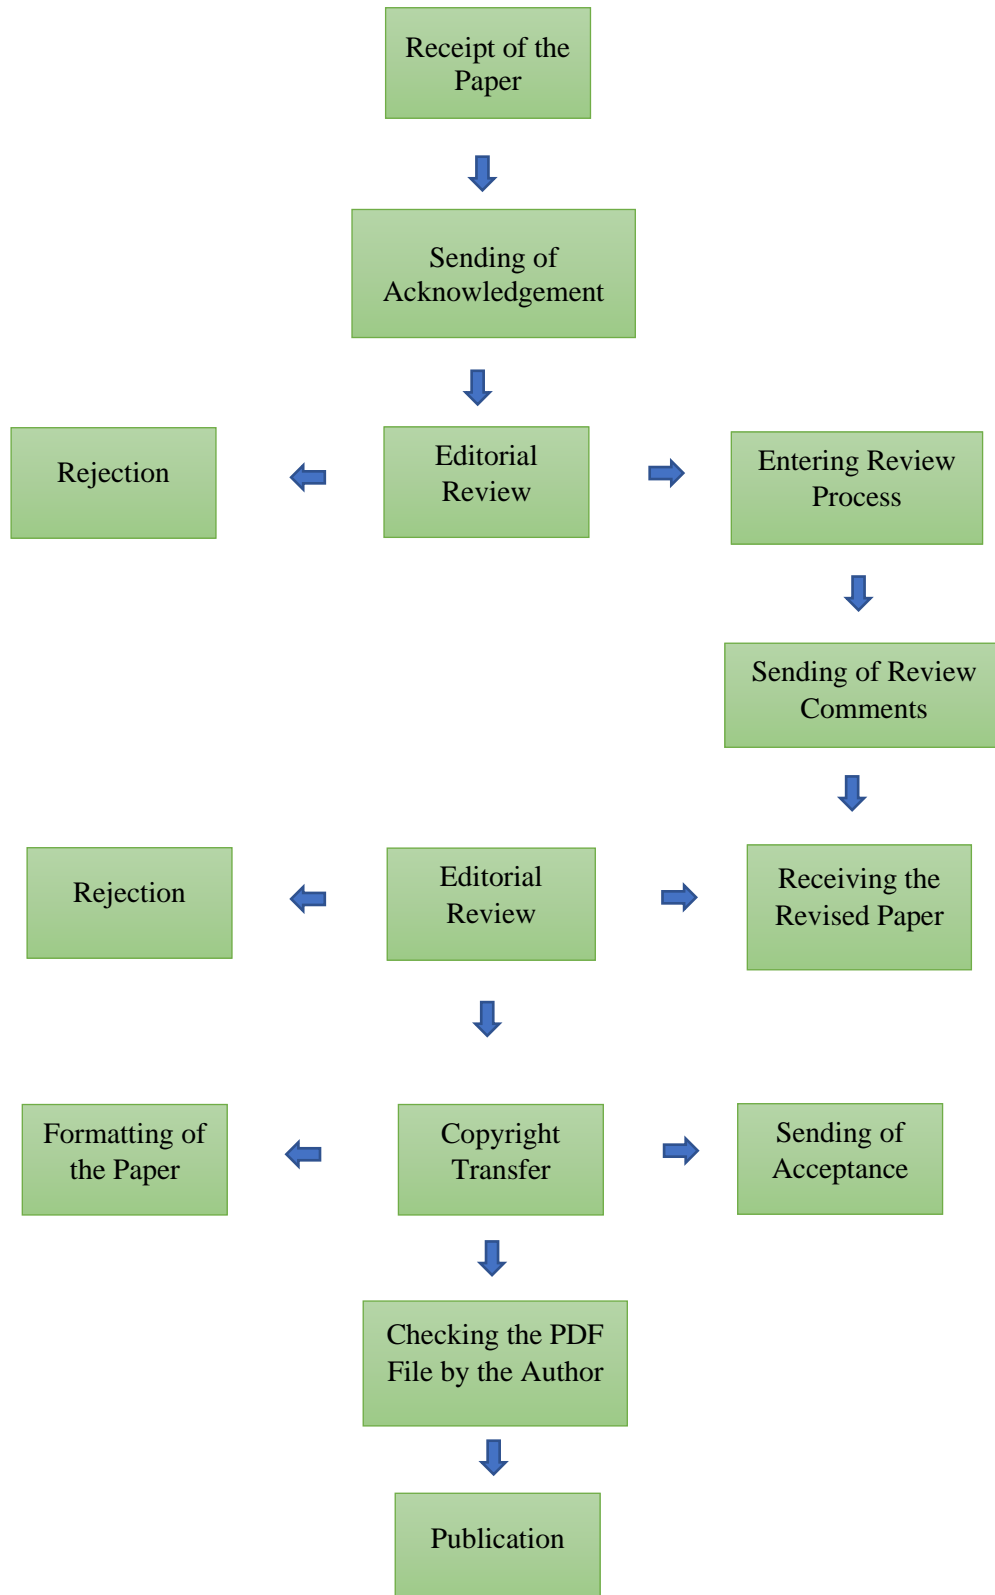 Receipt of the
Paper
Sending of
Acknowledgement
Rejection
Editorial
Review
Entering Review
Process
Sending of Review
Comments
Rejection
Editorial
Review
Receiving the
Revised Paper
Formatting of
the Paper
Copyright
Transfer
Sending of
Acceptance
Checking the PDF
File by the Author
Publication